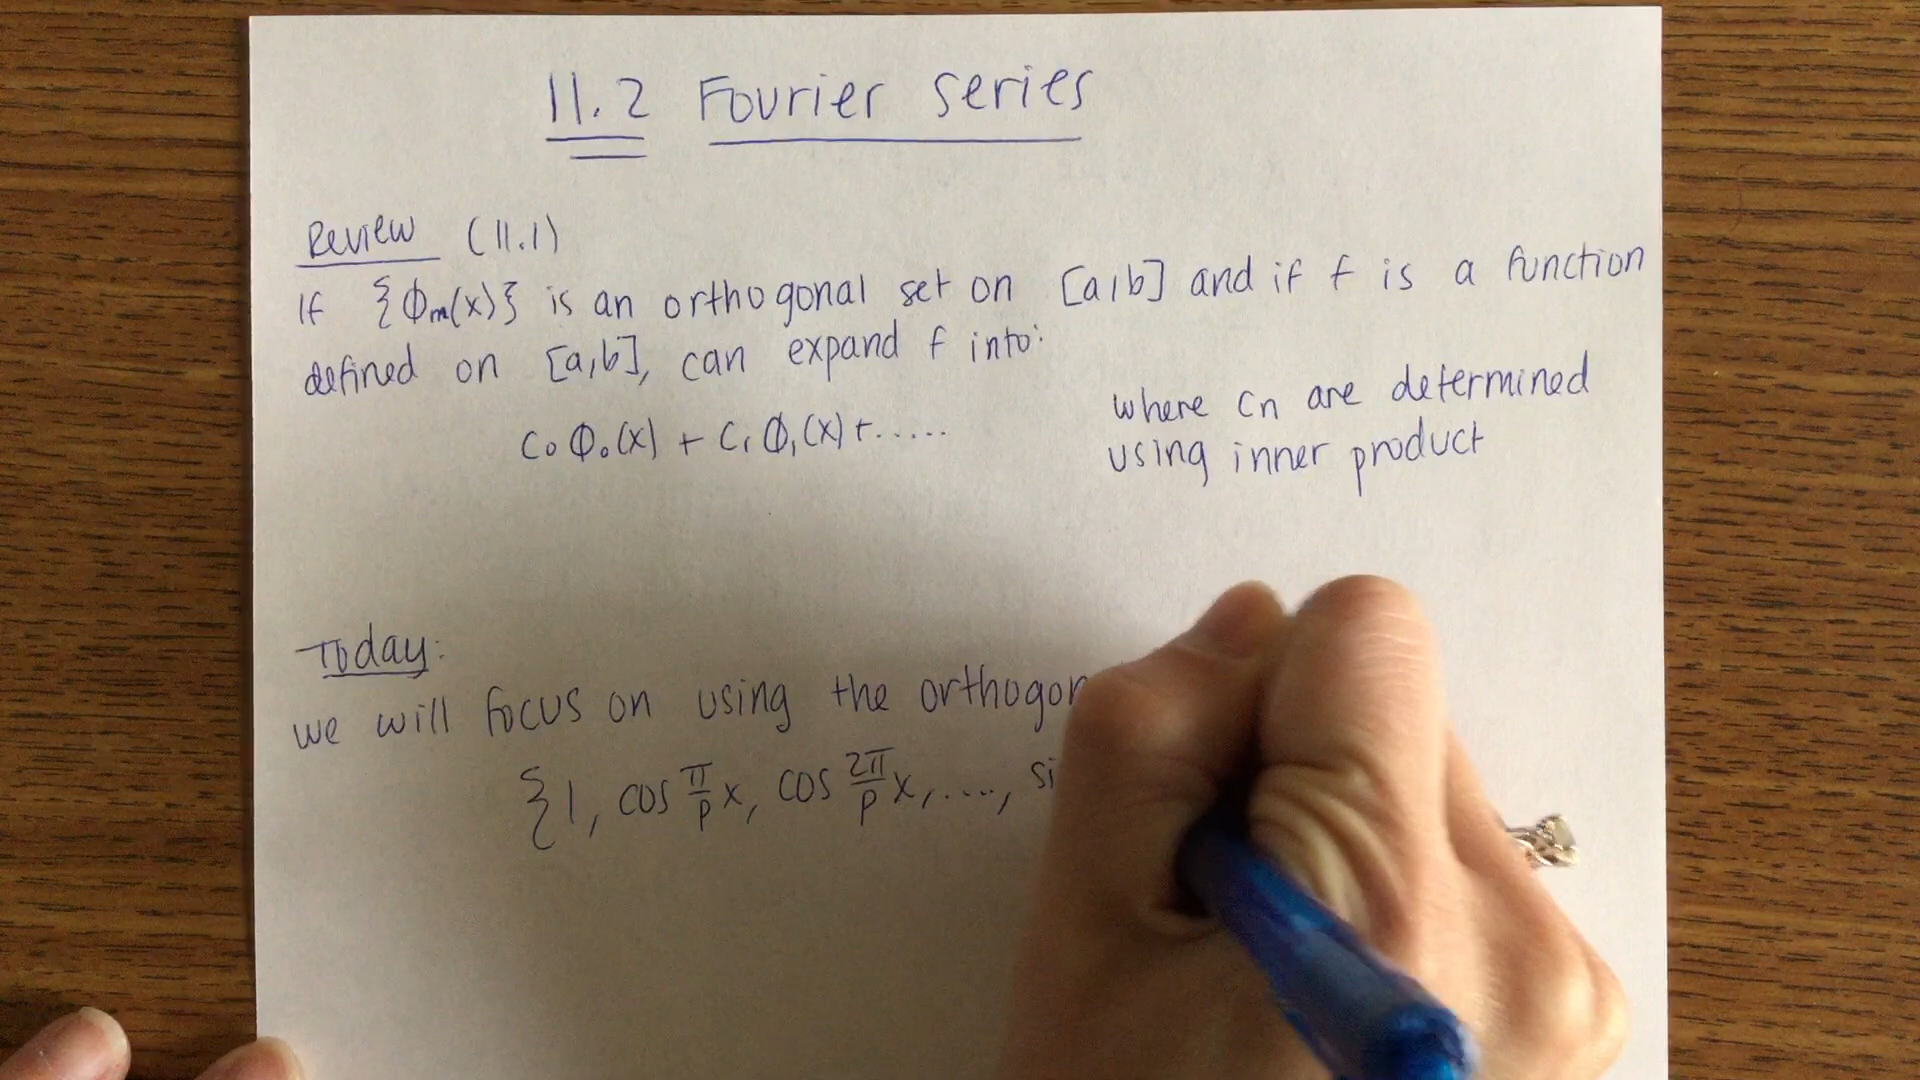 11.2 Fourier series
Review (11.1)
If {ϕm(x)} is an orthogonal set on [a,b] and if f is a function
defined on [a,b], can expand f into:
c₀ϕ₀(x) + c₁ϕ₁(x) + ......
where cn are determined
using inner product
Today:
we will focus on using the
{1, cos π/p x, cos 2π/p x, ....,